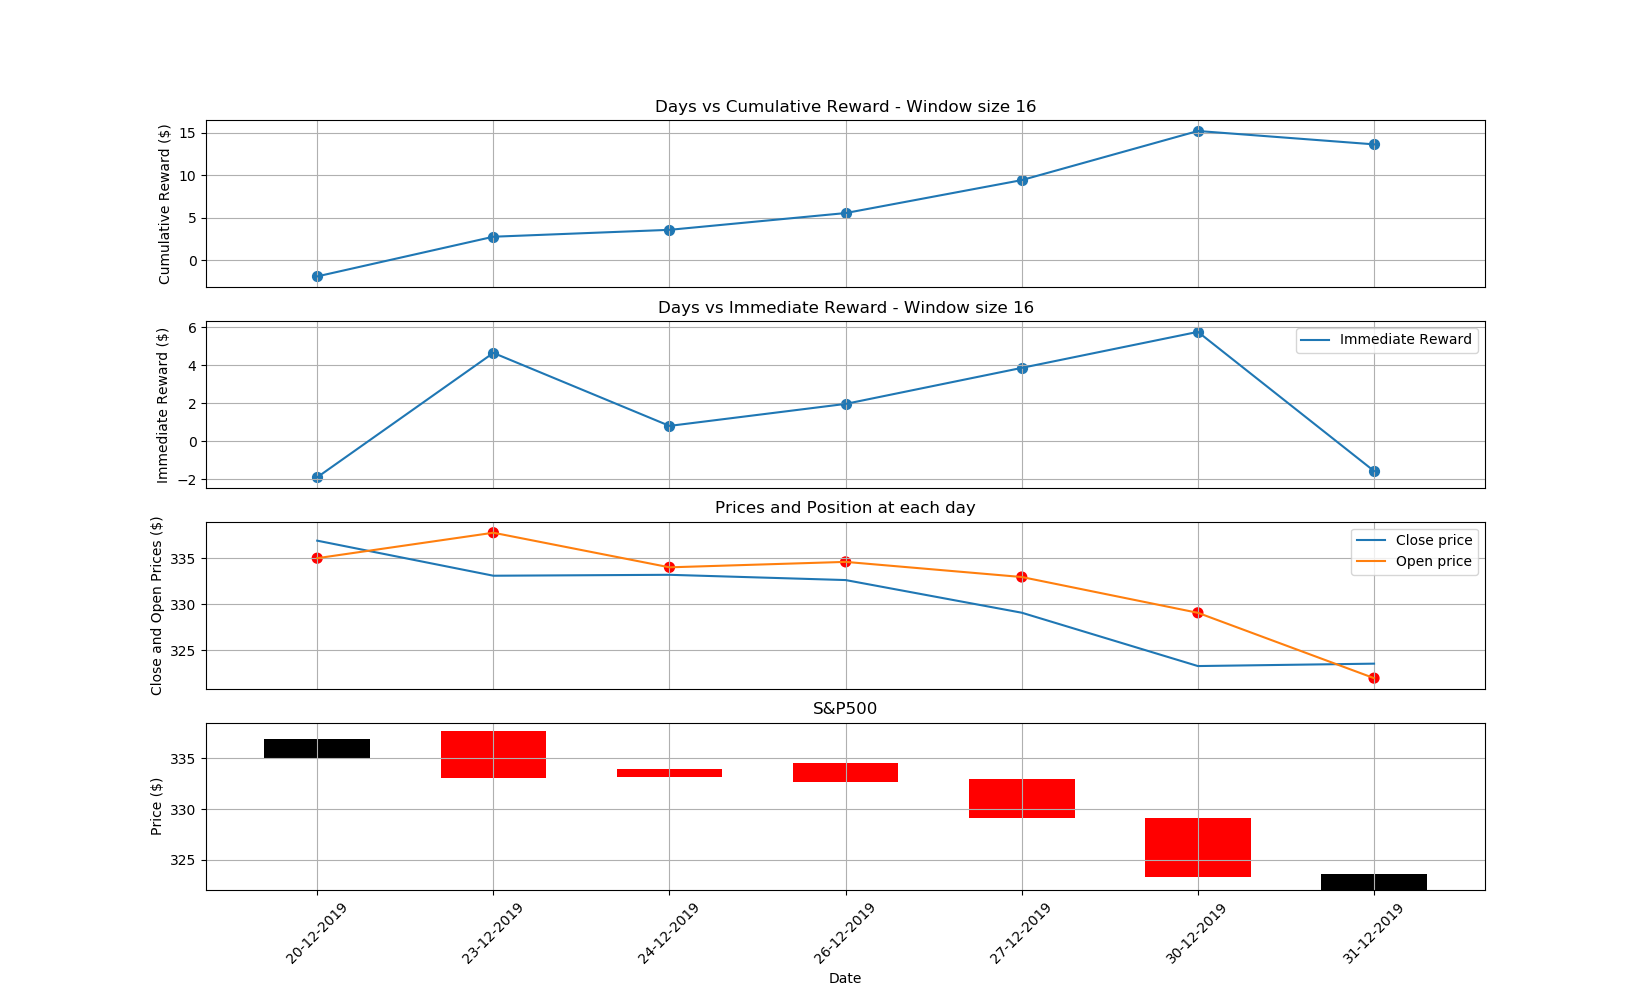 Days vs Cumulative Reward - Window size 16
Cumulative Reward ($)
15
10
5
0
Days vs Immediate Reward - Window size 16
Immediate Reward ($)
6
4
2
0
−2
Immediate Reward
Prices and Position at each day
Close and Open Prices ($)
335
330
325
Close price
Open price
S&P500
Price ($)
335
330
325
20-12-2019
23-12-2019
24-12-2019
26-12-2019
27-12-2019
30-12-2019
31-12-2019
Date